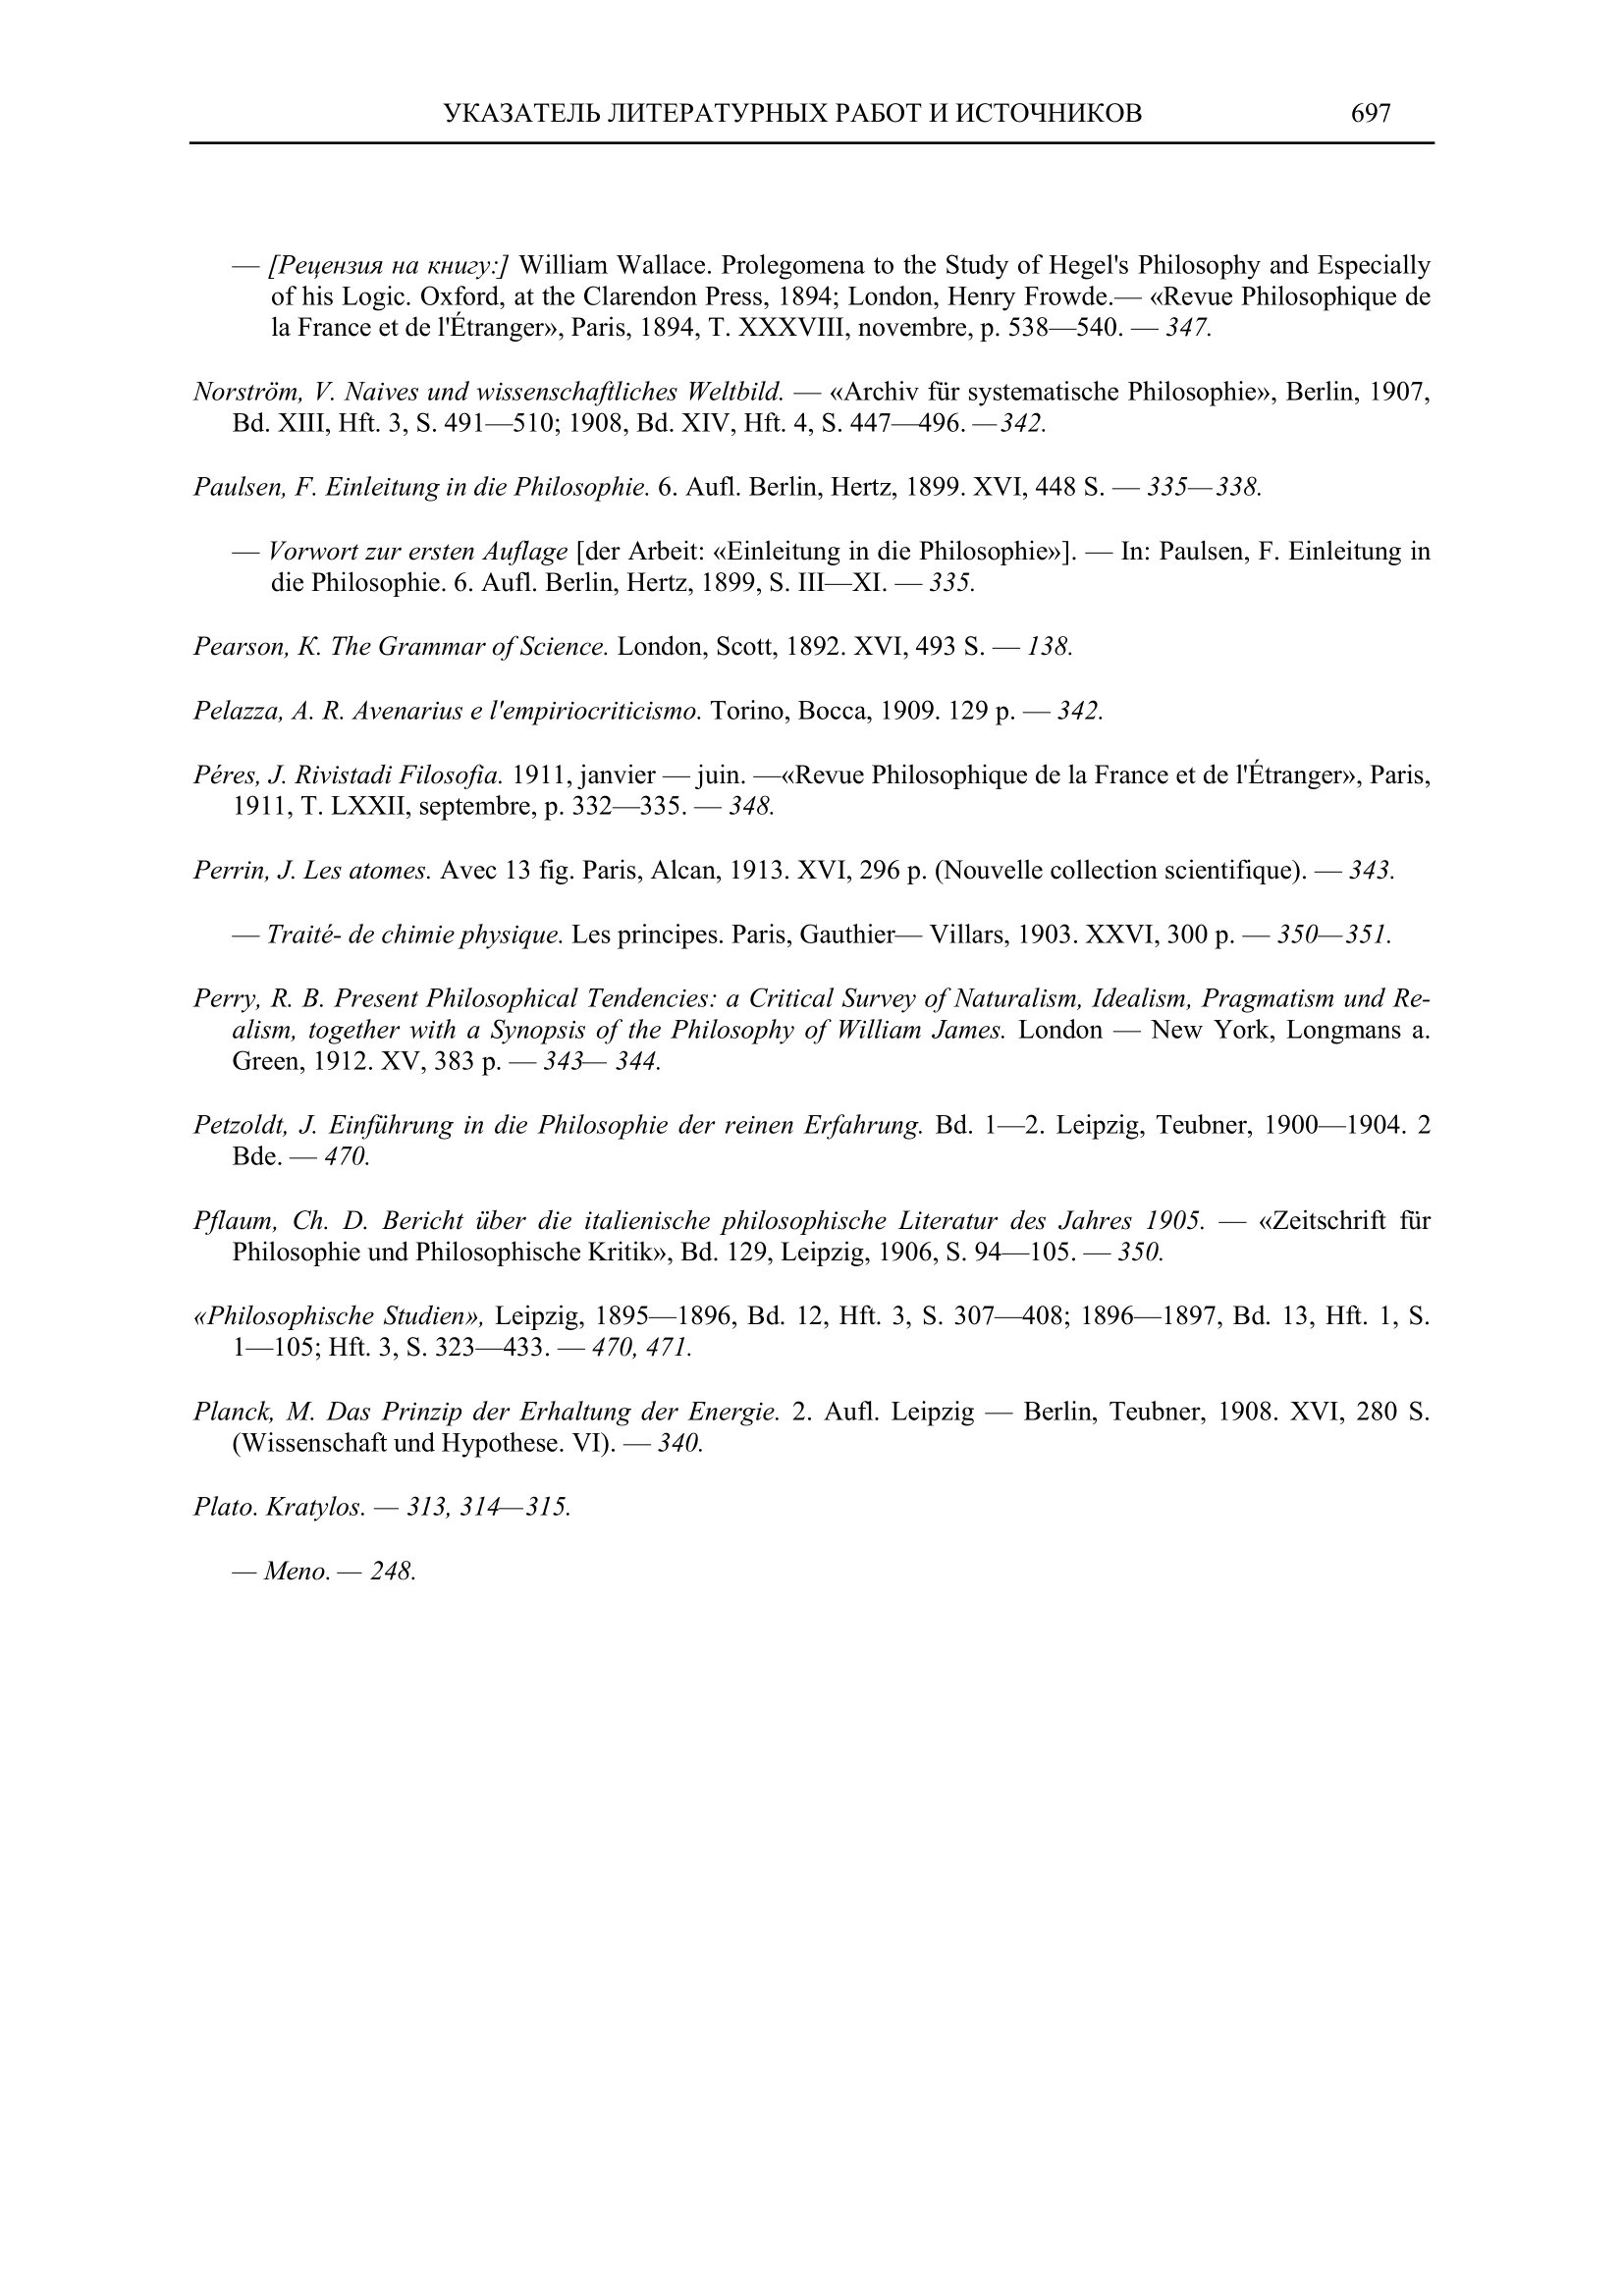 УКАЗАТЕЛЬ ЛИТЕРАТУРНЫХ РАБОТ И ИСТОЧНИКОВ 697
— [Рецензия на книгу:] William Wallace. Prolegomena to the Study of Hegel's Philosophy and Especially
of his Logic. Oxford, at the Clarendon Press, 1894; London, Henry Frowde.— «Revue Philosophique de
la France et de l'Étranger», Paris, 1894, T. XXXVIII, novembre, p. 538—540. — 347.
Norström, V. Naives und wissenschaftliches Weltbild. — «Archiv für systematische Philosophie», Berlin, 1907,
Bd. XIII, Hft. 3, S. 491—510; 1908, Bd. XIV, Hft. 4, S. 447—496. —342.
Paulsen, F. Einleitung in die Philosophie. 6. Aufl. Berlin, Hertz, 1899. XVI, 448 S. — 335—338.
— Vorwort zur ersten Auflage [der Arbeit: «Einleitung in die Philosophie»]. — In: Paulsen, F. Einleitung in
die Philosophie. 6. Aufl. Berlin, Hertz, 1899, S. III—XI. — 335.
Pearson, K. The Grammar of Science. London, Scott, 1892. XVI, 493 S. — 138.
Pelazza, A. R. Avenarius e l'empiriocriticismo. Torino, Bocca, 1909. 129 p. — 342.
Péres, J. Rivistadi Filosofia. 1911, janvier — juin. —«Revue Philosophique de la France et de l'Étranger», Paris,
1911, T. LXXII, septembre, p. 332—335. — 348.
Perrin, J. Les atomes. Avec 13 fig. Paris, Alcan, 1913. XVI, 296 p. (Nouvelle collection scientifique). — 343.
— Traité- de chimie physique. Les principes. Paris, Gauthier— Villars, 1903. XXVI, 300 p. — 350—351.
Perry, R. B. Present Philosophical Tendencies: a Critical Survey of Naturalism, Idealism, Pragmatism und Re-
alism, together with a Synopsis of the Philosophy of William James. London — New York, Longmans a.
Green, 1912. XV, 383 p. — 343— 344.
Petzoldt, J. Einführung in die Philosophie der reinen Erfahrung. Bd. 1—2. Leipzig, Teubner, 1900—1904. 2
Bde. — 470.
Pflaum, Ch. D. Bericht über die italienische philosophische Literatur des Jahres 1905. — «Zeitschrift für
Philosophie und Philosophische Kritik», Bd. 129, Leipzig, 1906, S. 94—105. — 350.
«Philosophische Studien», Leipzig, 1895—1896, Bd. 12, Hft. 3, S. 307—408; 1896—1897, Bd. 13, Hft. 1, S.
1—105; Hft. 3, S. 323—433. — 470, 471.
Planck, M. Das Prinzip der Erhaltung der Energie. 2. Aufl. Leipzig — Berlin, Teubner, 1908. XVI, 280 S.
(Wissenschaft und Hypothese. VI). — 340.
Plato. Kratylos. — 313, 314—315.
— Meno. — 248.